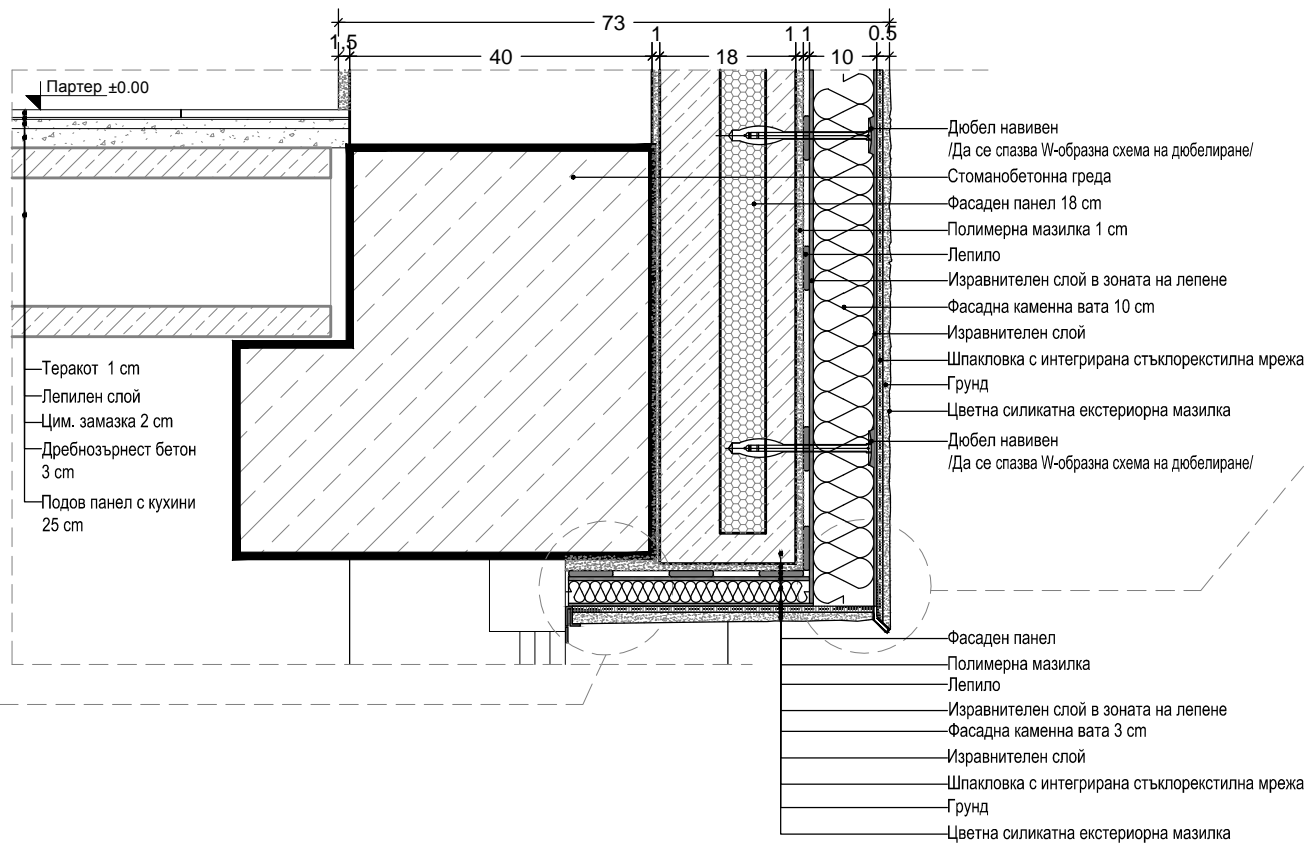 73
1,5
40
1
18
1
1
10
0.5
Партер ±0.00
Дюбел навивен
/Да се спазва W-образна схема на дюбелиране/
Стоманобетонна греда
Фасаден панел 18 cm
Полимерна мазилка 1 cm
Лепило
Изравнителен слой в зоната на лепене
Фасадна каменна вата 10 cm
Изравнителен слой
Шпакловка с интегрирана стъклорекстилна мрежа
Грунд
Цветна силикатна екстериорна мазилка
Дюбел навивен
/Да се спазва W-образна схема на дюбелиране/
Теракот 1 cm
Лепилен слой
Цим. замазка 2 cm
Дребнозърнест бетон
3 cm
Подов панел с кухини
25 cm
Фасаден панел
Полимерна мазилка
Лепило
Изравнителен слой в зоната на лепене
Фасадна каменна вата 3 cm
Изравнителен слой
Шпакловка с интегрирана стъклорекстилна мрежа
Грунд
Цветна силикатна екстериорна мазилка